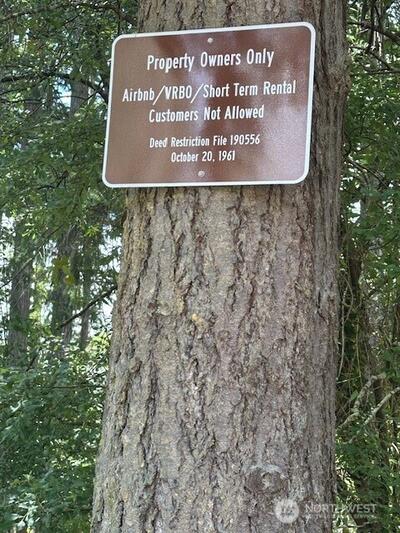 Property Owners Only
Airbnb/VRBO/Short Term Rental
Customers Not Allowed
Deed Restriction File 190556
October 20, 1961
NORTHWEST